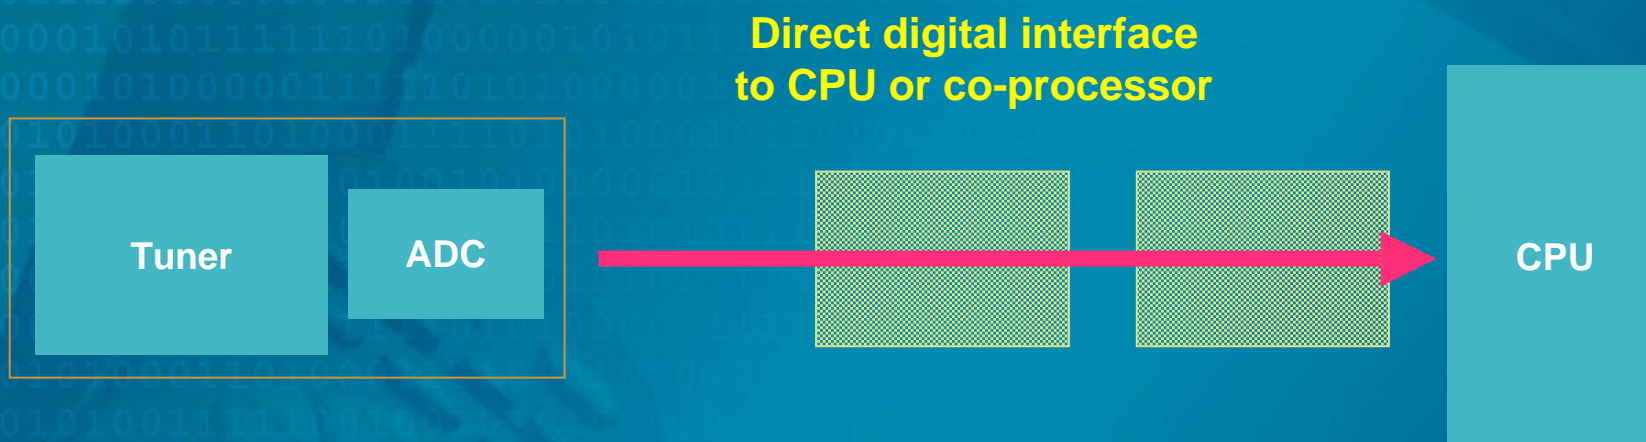 Direct digital interface
to CPU or co-processor
Tuner
ADC
CPU